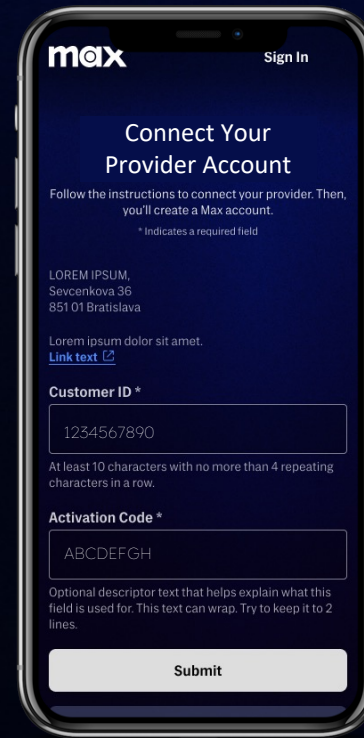 max
Sign In
Connect Your
Provider Account
Follow the instructions to connect your provider. Then,
you'll create a Max account.
* Indicates a required field
LOREM IPSUM,
Sevcenkova 36
851 01 Bratislava
Lorem ipsum dolor sit amet.
Link text
Customer ID *
1234567890
At least 10 characters with no more than 4 repeating
characters in a row.
Activation Code *
ABCDEFGH
Optional descriptor text that helps explain what this
field is used for. This text can wrap. Try to keep it to 2
lines.
Submit